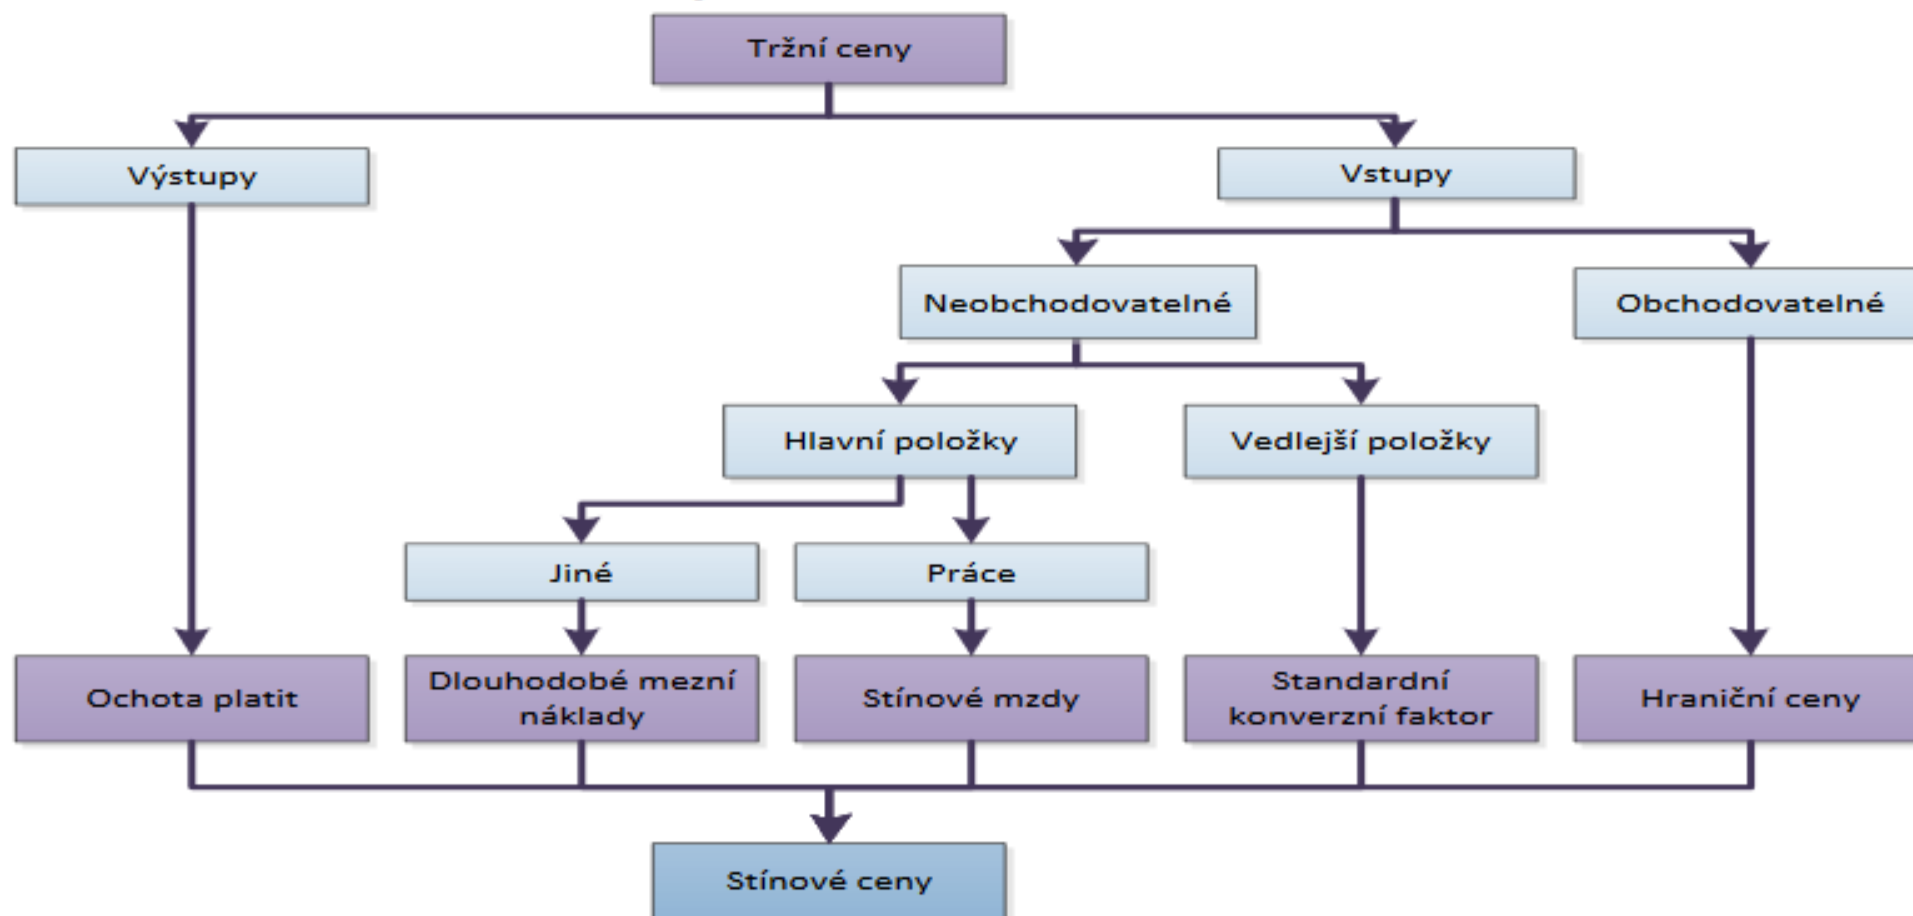 Tržní ceny
Výstupy
Vstupy
Neobchodovatelné
Obchodovatelné
Hlavní položky
Vedlejší položky
Jiné
Práce
Ochota platit
Dlouhodobé mezní
náklady
Stínové mzdy
Standardní
konverzní faktor
Hraniční ceny
Stínové ceny